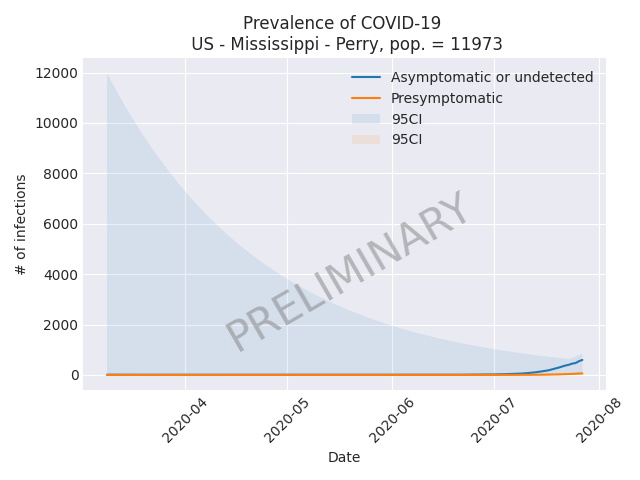 Prevalence of COVID-19
US - Mississippi - Perry, pop. = 11973
Asymptomatic or undetected
Presymptomatic
95CI
95CI
12000
10000
8000
6000
4000
2000
0
# of infections
PRELIMINARY
2020-04
2020-05
2020-06
2020-07
2020-08
Date